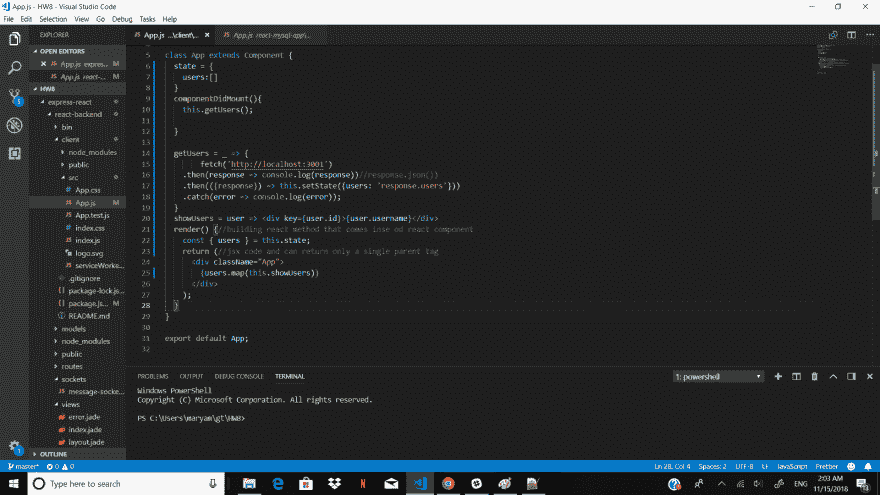 App.js - HW8 - Visual Studio Code
File Edit Selection View Go Debug Tasks Help
EXPLORER
App.js ...\client\...
App.js react-mysql-app\...
OPEN EDITORS
App.js expres... M
App.js react-... M
HW8
express-react
react-backend
bin
client
node_modules
public
src
App.css
App.js M
App.test.js
index.css
index.js
logo.svg
serviceWorke...
.gitignore
package-lock.js...
package.js... M
README.md
models
node_modules
public
routes
sockets
message-socke...
views
error.jade
index.jade
layout.jade
OUTLINE
5 class App extends Component {
6 state = {
7 users:[]
8 }
9 componentDidMount(){
10 this.getUsers();
11
12 }
13
14 getUsers = _ => {
15 fetch('http://localhost:3001')
16 .then(response => console.log(response))//response.json())
17 .then(((response)) => this.setState({users: 'response.users'}))
18 .catch(error => console.log(error));
19 }
20 showUsers = user => <div key={user.id}>{user.username}</div>
21 render() {//building react method that comes inse od react component
22 const { users } = this.state;
23 return (//jsx code and can return only a single parent tag
24 <div className="App">
25 {users.map(this.showUsers)}
26 </div>
27 );
28 }
29 }
30
31 export default App;
32
PROBLEMS OUTPUT DEBUG CONSOLE TERMINAL
1: powershell
Windows PowerShell
Copyright (C) Microsoft Corporation. All rights reserved.
PS C:\Users\maryam\gt\HW8>
master* 0 0
Ln 28, Col 4 Spaces: 2 UTF-8 LF JavaScript Prettier
Type here to search
ENG
2:03 AM
11/15/2018